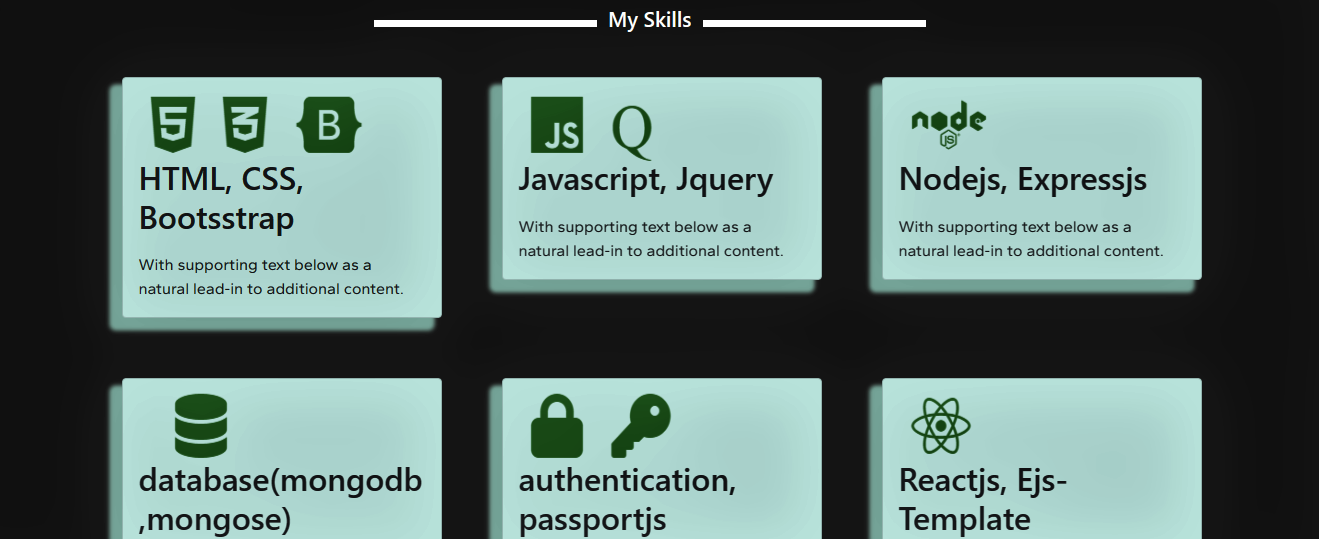 My Skills
5 3 B
HTML, CSS,
Bootsstrap
With supporting text below as a
natural lead-in to additional content.
JS Q
Javascript, Jquery
With supporting text below as a
natural lead-in to additional content.
node
JS
Nodejs, Expressjs
With supporting text below as a
natural lead-in to additional content.
database(mongodb
,mongose)
authentication,
passportjs
Reactjs, Ejs-
Template